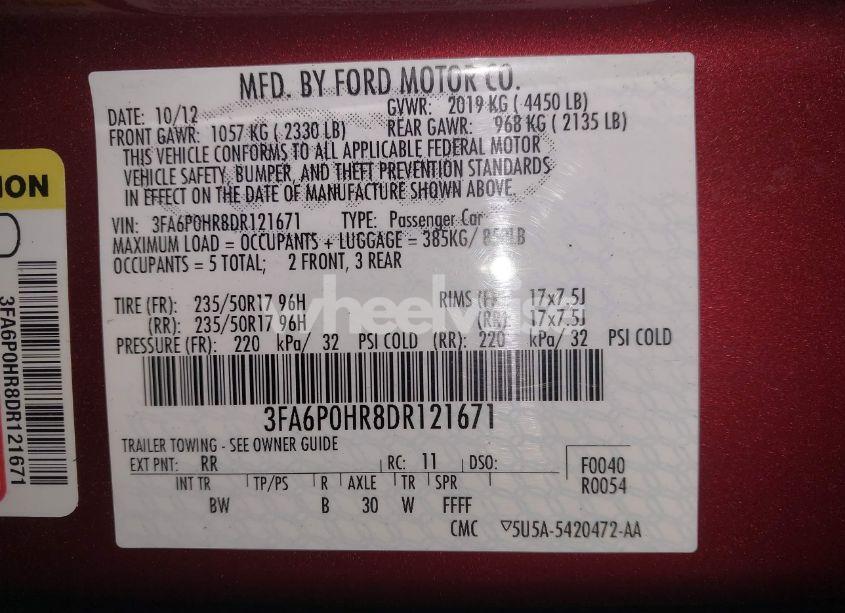 MFD. BY FORD MOTOR CO.
DATE: 10/12 GVWR: 2019 KG ( 4450 LB)
FRONT GAWR: 1057 KG ( 2330 LB) REAR GAWR: 968 KG ( 2135 LB)
THIS VEHICLE CONFORMS TO ALL APPLICABLE FEDERAL MOTOR
VEHICLE SAFETY, BUMPER, AND THEFT PREVENTION STANDARDS
IN EFFECT ON THE DATE OF MANUFACTURE SHOWN ABOVE.
VIN: 3FA6P0HR8DR121671 TYPE: Passenger Car
MAXIMUM LOAD = OCCUPANTS + LUGGAGE = 385KG/
OCCUPANTS = 5 TOTAL; 2 FRONT, 3 REAR
TIRE (FR): 235/50R17 96H RIMS 17x7.5J
(RR): 235/50R17 96H (RR) 17x7.5J
PRESSURE (FR): 220 kPa/ 32 PSI COLD (RR): 220 kPa/ 32 PSI COLD
3FA6P0HR8DR121671
TRAILER TOWING - SEE OWNER GUIDE
EXT PNT: RR RC: 11 DSO: F0040
INT TR TP/PS R AXLE TR SPR R0054
BW B 30 W FFFF
CMC ▽5U5A-5420472-AA
ION
3FA6P0HR8DR121671